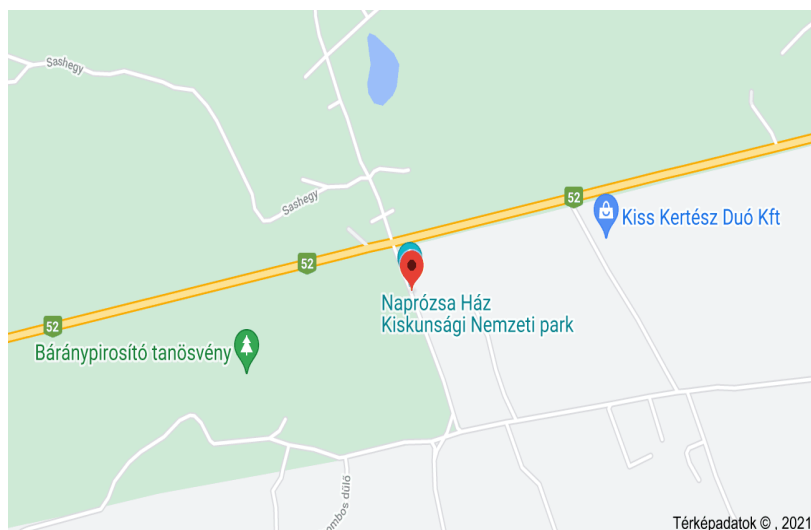 Sashegy
Sashegy
52
Kiss Kertész Duó Kft
52
Naprózsa Ház
Kiskunsági Nemzeti park
52
Báránypirosító tanösvény
ombos dűlő
Térképadatok © , 2021